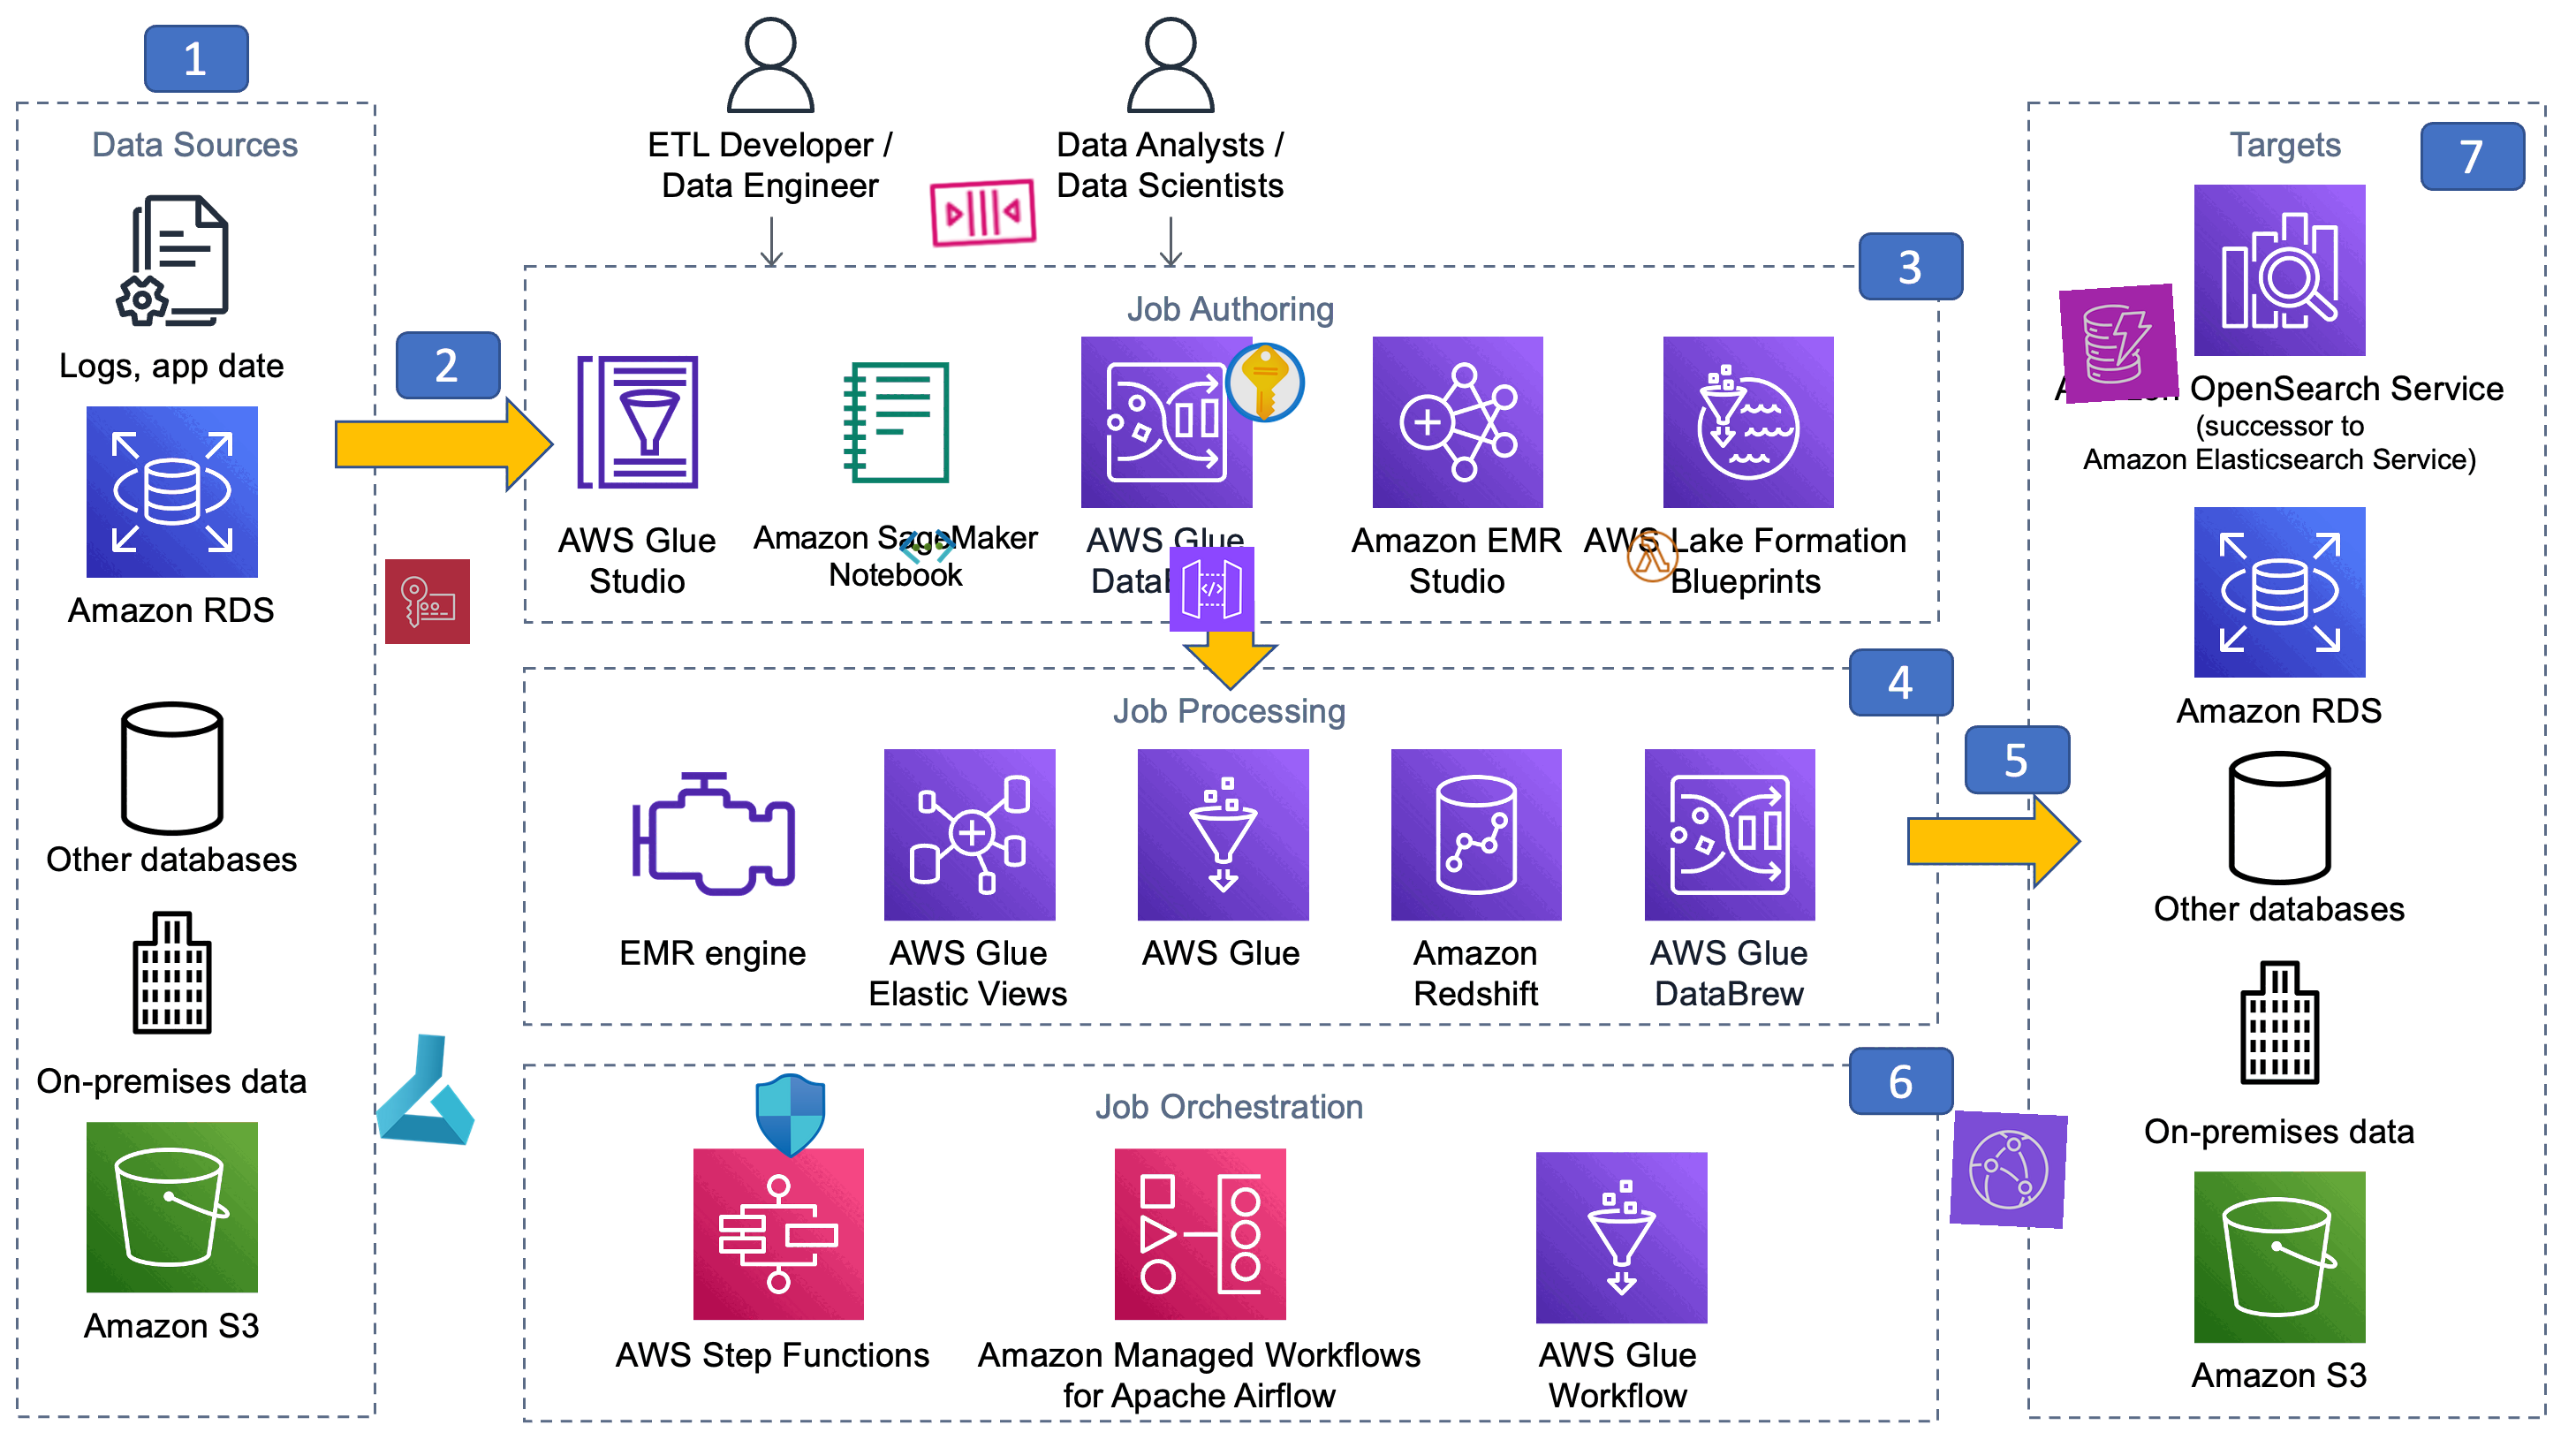 1
Data Sources
Logs, app date
Amazon RDS
Other databases
On-premises data
Amazon S3
2
ETL Developer /
Data Engineer
Data Analysts /
Data Scientists
3
Job Authoring
AWS Glue
Studio
Amazon SageMaker
Notebook
AWS Glue
Amazon EMR
Studio
AWS Lake Formation
Blueprints
4
Job Processing
EMR engine
AWS Glue
Elastic Views
AWS Glue
Amazon
Redshift
AWS Glue
DataBrew
5
6
Job Orchestration
AWS Step Functions
Amazon Managed Workflows
for Apache Airflow
AWS Glue
Workflow
7
Targets
OpenSearch Service
(successor to
Amazon Elasticsearch Service)
Amazon RDS
Other databases
On-premises data
Amazon S3